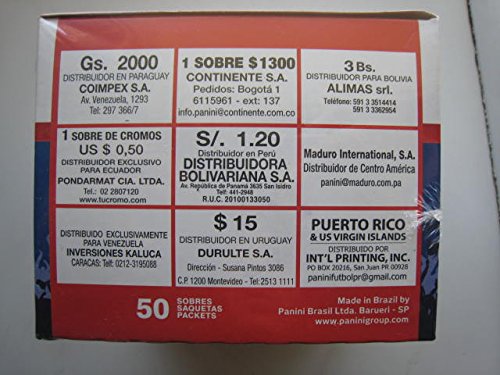 Gs. 2000
DISTRIBUIDOR EN PARAGUAY
COIMPEX S.A.
Av. Venezuela, 1293
Tel: 297 366/7
1 SOBRE $1300
CONTINENTE S.A.
Pedidos: Bogotá 1
6115961 - ext: 137
info.panini@continente.com.co
3 Bs.
DISTRIBUIDOR PARA BOLIVIA
ALIMAS srl.
Teléfono: 591 3 3514414
591 3 3362954
1 SOBRE DE CROMOS
US $ 0,50
DISTRIBUIDOR EXCLUSIVO
PARA ECUADOR
PONDARMAT CIA. LTDA.
Tel.: 02 2807120
www.tucromo.com
S/. 1.20
Distribuidor en Perú
DISTRIBUIDORA
BOLIVARIANA S.A.
Av. República de Panamá 3635 San Isidro
Telf: 441-2948
R.U.C. 20100133050
Maduro International, S.A.
Distribuidor de Centro América
panini@maduro.com.pa
DISTRIBUIDO EXCLUSIVAMENTE
PARA VENEZUELA
INVERSIONES KALUCA
CARACAS: Telf: 0212-3195088
$ 15
DISTRIBUIDOR EN URUGUAY
DURULTE S.A.
Dirección - Susana Pintos 3086
C.P. 1200 Montevideo - Tel: 2513 1111
PUERTO RICO
& US VIRGIN ISLANDS
DISTRIBUIDO POR
INT'L PRINTING, INC.
PO BOX 20216, San Juan PR 00928
paninifutbolpr@gmail.com
50 SOBRES
SAQUETAS
PACKETS
Made in Brazil by
Panini Brasil Ltda. Barueri - SP
www.paninigroup.com